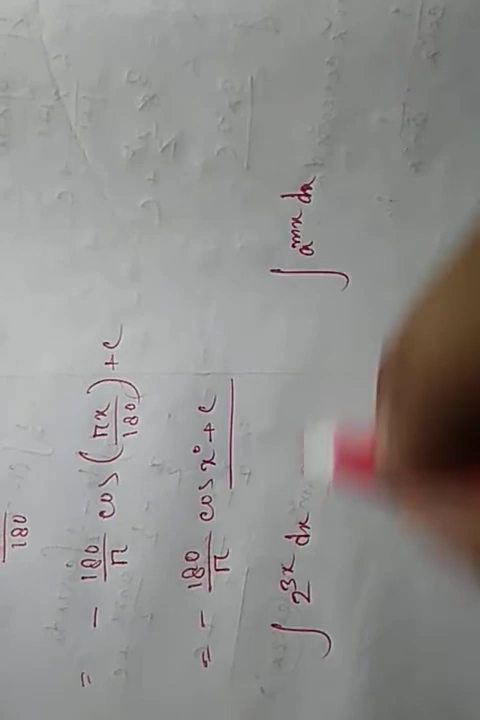 180
= - 180/π cos(πx/180) + c
= - 180/π cos x° + c
∫ 2^{3x} dx ∫ a^{mx} dx